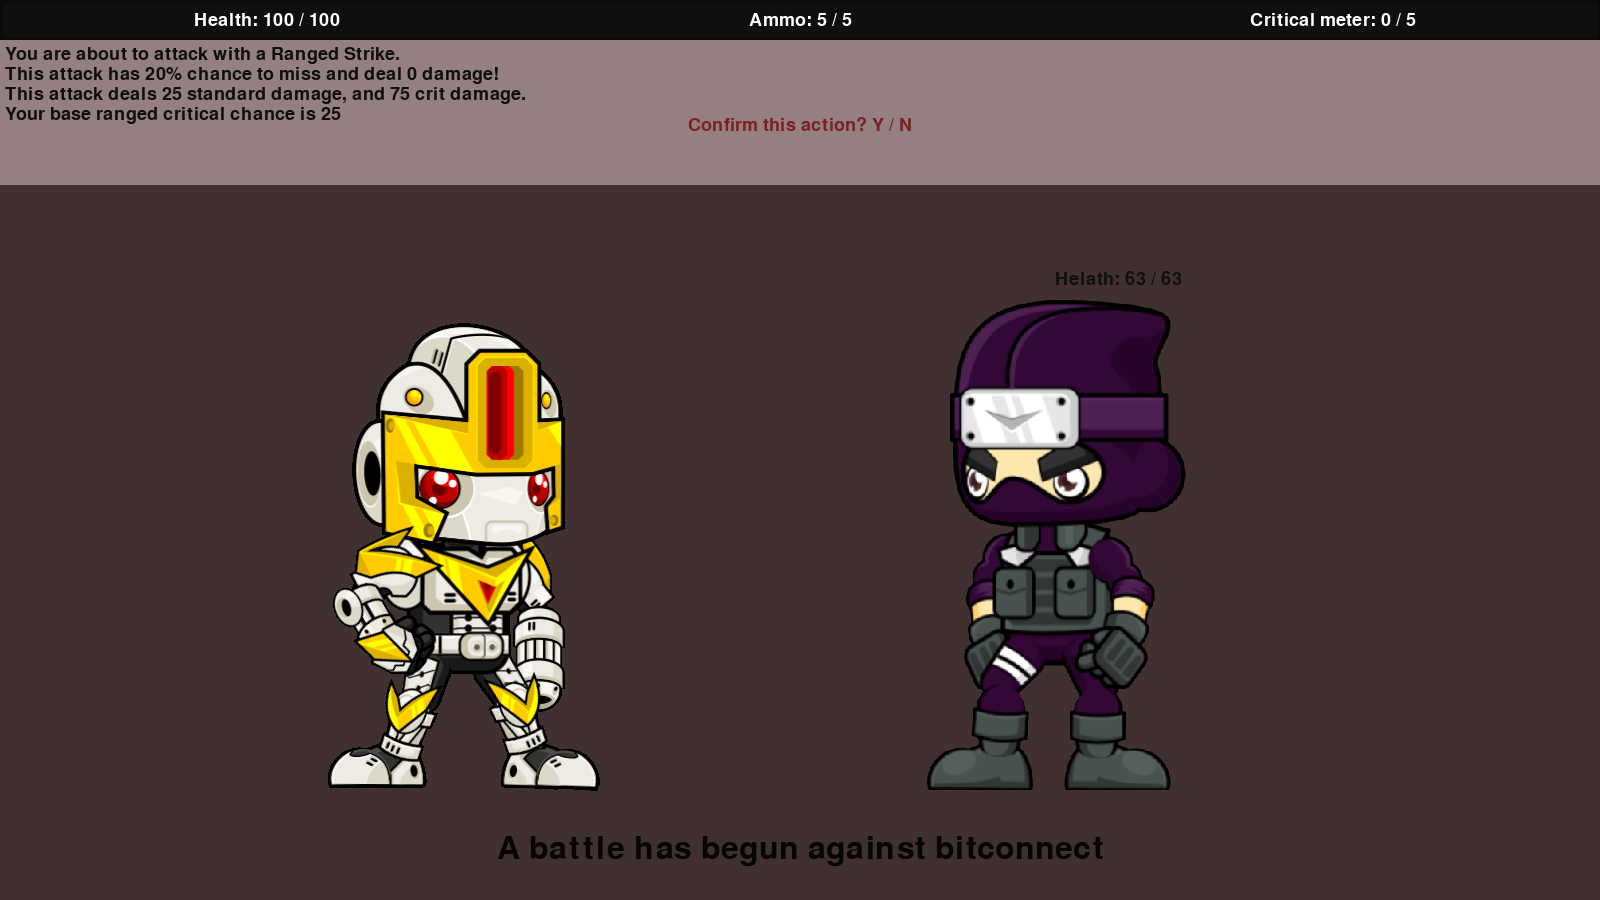 Health: 100 / 100
Ammo: 5 / 5
Critical meter: 0 / 5
You are about to attack with a Ranged Strike.
This attack has 20% chance to miss and deal 0 damage!
This attack deals 25 standard damage, and 75 crit damage.
Your base ranged critical chance is 25
Confirm this action? Y / N
Helath: 63 / 63
A battle has begun against bitconnect